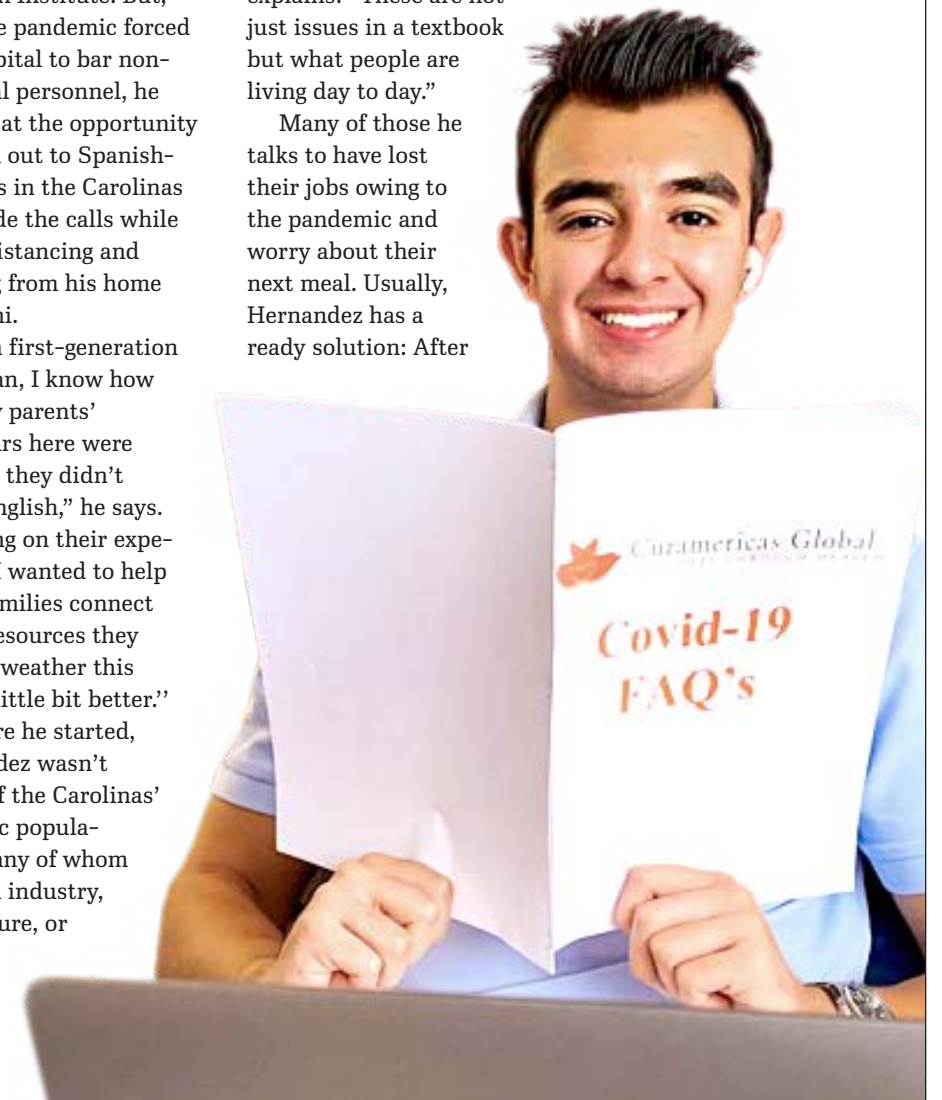 Institute. But,
e pandemic forced
pital to bar non-
al personnel, he
at the opportunity
out to Spanish-
s in the Carolinas
de the calls while
istancing and
g from his home
ni.
first-generation
an, I know how
y parents’
rs here were
they didn’t
nglish,” he says.
ng on their expe-
I wanted to help
milies connect
esources they
weather this
ittle bit better.’’
re he started,
dez wasn’t
f the Carolinas’
c popula-
any of whom
industry,
ure, or
explains. “These are not
just issues in a textbook
but what people are
living day to day.”
Many of those he
talks to have lost
their jobs owing to
the pandemic and
worry about their
next meal. Usually,
Hernandez has a
ready solution: After
Curamericas Global
Covid-19
FAQ’s